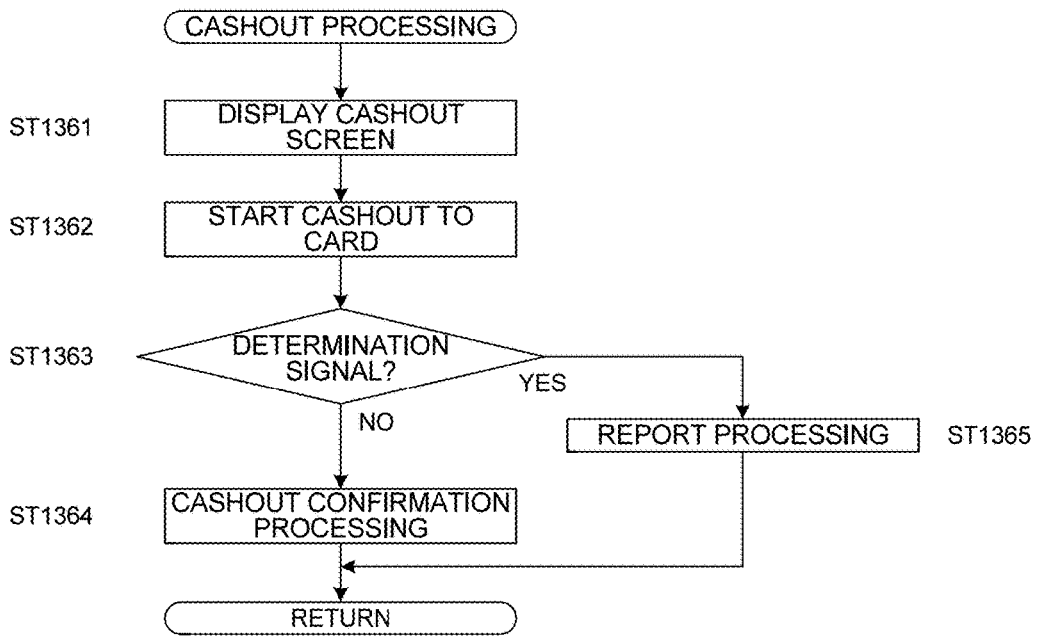 CASHOUT PROCESSING
ST1361
DISPLAY CASHOUT
SCREEN
ST1362
START CASHOUT TO
CARD
ST1363
DETERMINATION
SIGNAL?
YES
NO
REPORT PROCESSING
ST1365
ST1364
CASHOUT CONFIRMATION
PROCESSING
RETURN